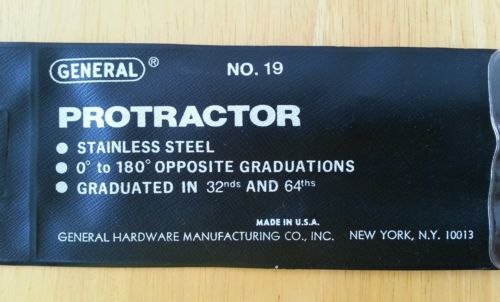 GENERAL® NO. 19
PROTRACTOR
• STAINLESS STEEL
• 0° to 180° OPPOSITE GRADUATIONS
• GRADUATED IN 32nds AND 64ths
MADE IN U.S.A.
GENERAL HARDWARE MANUFACTURING CO., INC. NEW YORK, N.Y. 10013